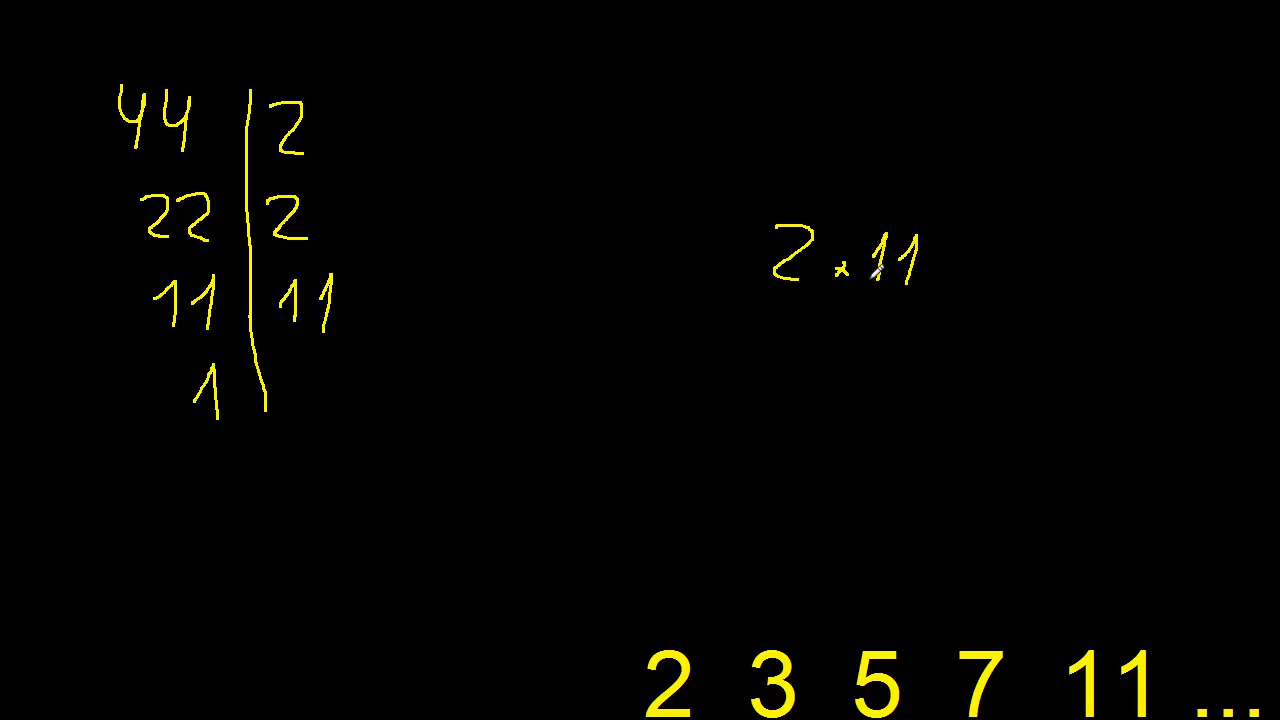 44 | 2
22 | 2
11 | 11
1 |
2 × 11
2 3 5 7 11 ...